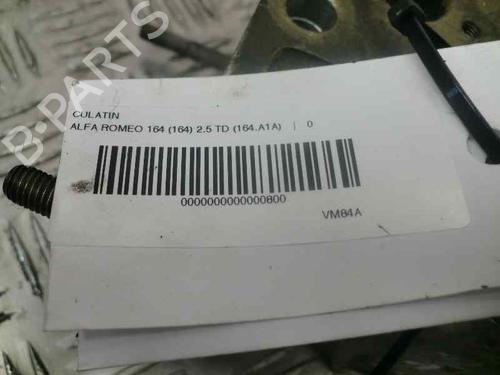 B-PARTS
CULATIN
ALFA ROMEO 164 (164) 2.5 TD (164.A1A) | 0
0000000000000800
VM84A